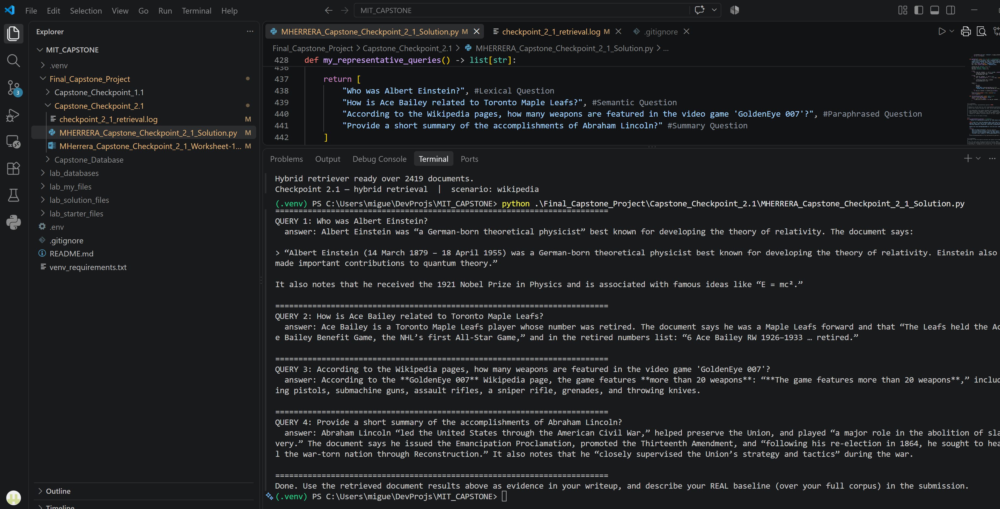 File Edit Selection View Go Run Terminal Help
MIT_CAPSTONE
Explorer
MIT_CAPSTONE
.venv
Final_Capstone_Project
Capstone_Checkpoint_1.1
Capstone_Checkpoint_2.1
checkpoint_2_1_retrieval.log M
MHERRERA_Capstone_Checkpoint_2_1_Solution.py M
MHerrera_Capstone_Checkpoint_2_1_Worksheet-1... M
Capstone_Database
lab_databases
lab_my_files
lab_solution_files
lab_starter_files
.env
.gitignore
README.md
venv_requirements.txt
Outline
Timeline
3
MHERRERA_Capstone_Checkpoint_2_1_Solution.py M
checkpoint_2_1_retrieval.log M
.gitignore
Final_Capstone_Project > Capstone_Checkpoint_2.1 > MHERRERA_Capstone_Checkpoint_2_1_Solution.py > ...
428 def my_representative_queries() -> list[str]:
436
437 return [
438 "Who was Albert Einstein?", #Lexical Question
439 "How is Ace Bailey related to Toronto Maple Leafs?", #Semantic Question
440 "According to the Wikipedia pages, how many weapons are featured in the video game 'GoldenEye 007'?", #Paraphrased Question
441 "Provide a short summary of the accomplishments of Abraham Lincoln?" #Summary Question
442 ]
Problems Output Debug Console Terminal Ports
Hybrid retriever ready over 2419 documents.
Checkpoint 2.1 — hybrid retrieval | scenario: wikipedia
(.venv) PS C:\Users\migue\DevProjs\MIT_CAPSTONE> python .\Final_Capstone_Project\Capstone_Checkpoint_2.1\MHERRERA_Capstone_Checkpoint_2_1_Solution.py
========================================================================
QUERY 1: Who was Albert Einstein?
answer: Albert Einstein was “a German-born theoretical physicist” best known for developing the theory of relativity. The document says:
> “Albert Einstein (14 March 1879 – 18 April 1955) was a German-born theoretical physicist best known for developing the theory of relativity. Einstein also
made important contributions to quantum theory.”
It also notes that he received the 1921 Nobel Prize in Physics and is associated with famous ideas like “E = mc².”
========================================================================
QUERY 2: How is Ace Bailey related to Toronto Maple Leafs?
answer: Ace Bailey is a Toronto Maple Leafs player whose number was retired. The document says he was a Maple Leafs forward and that “The Leafs held the Ac
e Bailey Benefit Game, the NHL’s first All-Star Game,” and in the retired numbers list: “6 Ace Bailey RW 1926–1933 … retired.”
========================================================================
QUERY 3: According to the Wikipedia pages, how many weapons are featured in the video game 'GoldenEye 007'?
answer: According to the **GoldenEye 007** Wikipedia page, the game features **more than 20 weapons**: “**The game features more than 20 weapons**,” includ
ing pistols, submachine guns, assault rifles, a sniper rifle, grenades, and throwing knives.
========================================================================
QUERY 4: Provide a short summary of the accomplishments of Abraham Lincoln?
answer: Abraham Lincoln “led the United States through the American Civil War,” helped preserve the Union, and played “a major role in the abolition of sla
very.” The document says he issued the Emancipation Proclamation, promoted the Thirteenth Amendment, and “following his re-election in 1864, he sought to hea
l the war-torn nation through Reconstruction.” It also notes that he “closely supervised the Union’s strategy and tactics” during the war.
========================================================================
Done. Use the retrieved document results above as evidence in your writeup, and describe your REAL baseline (over your full corpus) in the submission.
(.venv) PS C:\Users\migue\DevProjs\MIT_CAPSTONE>